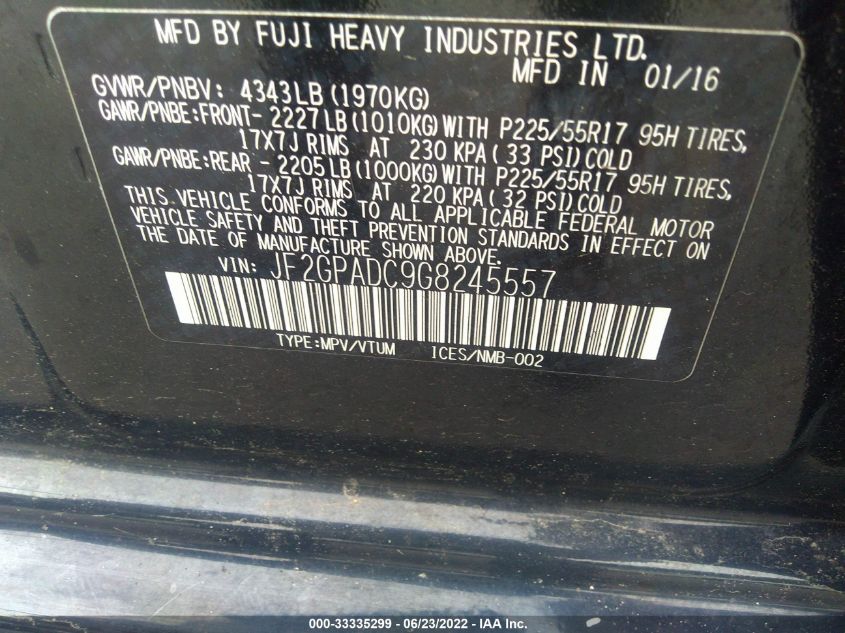 MFD BY FUJI HEAVY INDUSTRIES LTD.
MFD IN 01/16
GVWR/PNBV: 4343LB (1970KG)
GAWR/PNBE:FRONT- 2227LB (1010KG) WITH P225/55R17 95H TIRES,
17X7J RIMS AT 230 KPA ( 33 PSI) COLD
GAWR/PNBE:REAR - 2205LB (1000KG) WITH P225/55R17 95H TIRES,
17X7J RIMS AT 220 KPA ( 32 PSI) COLD
THIS VEHICLE CONFORMS TO ALL APPLICABLE FEDERAL MOTOR
VEHICLE SAFETY AND THEFT PREVENTION STANDARDS IN EFFECT ON
THE DATE OF MANUFACTURE SHOWN ABOVE.
VIN: JF2GPADC9G8245557
TYPE:MPV/VTUM ICES/NMB-002
000-33335299 - 06/23/2022 - IAA Inc.